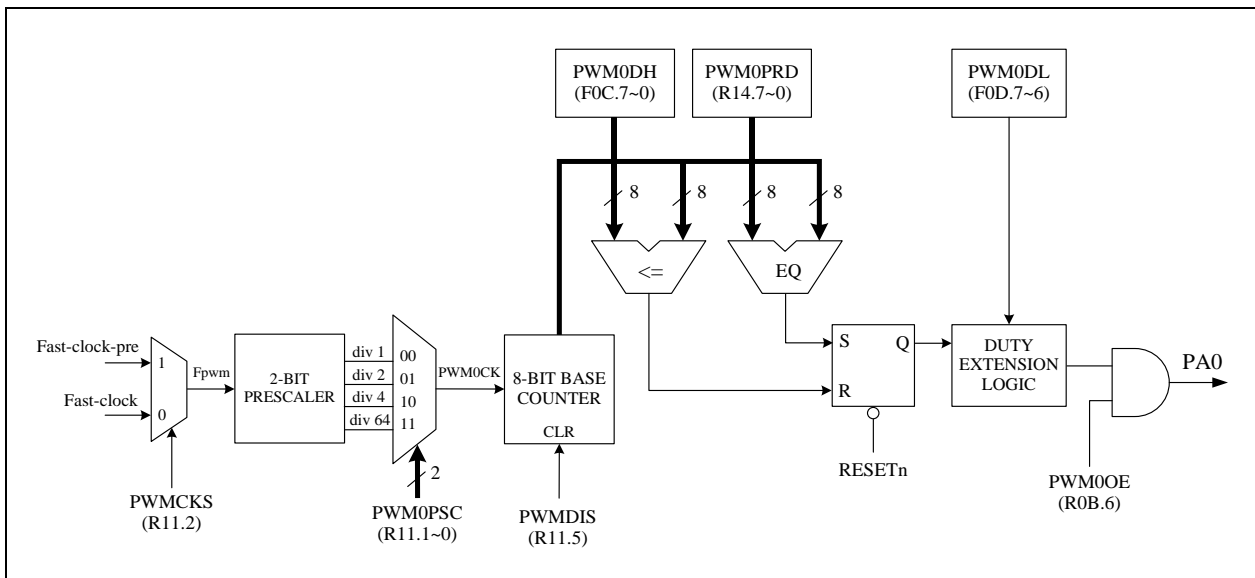 PWM0DH
(F0C.7~0)
PWM0PRD
(R14.7~0)
PWM0DL
(F0D.7~6)
8
8
8
8
<=
EQ
Fast-clock-pre
Fast-clock
1
0
Fpwm
2-BIT
PRESCALER
div 1
div 2
div 4
div 64
00
01
10
11
PWM0CK
8-BIT BASE
COUNTER
CLR
S
R
Q
DUTY
EXTENSION
LOGIC
PA0
PWMCKS
(R11.2)
2
PWM0PSC
(R11.1~0)
PWMDIS
(R11.5)
RESETn
PWM0OE
(R0B.6)